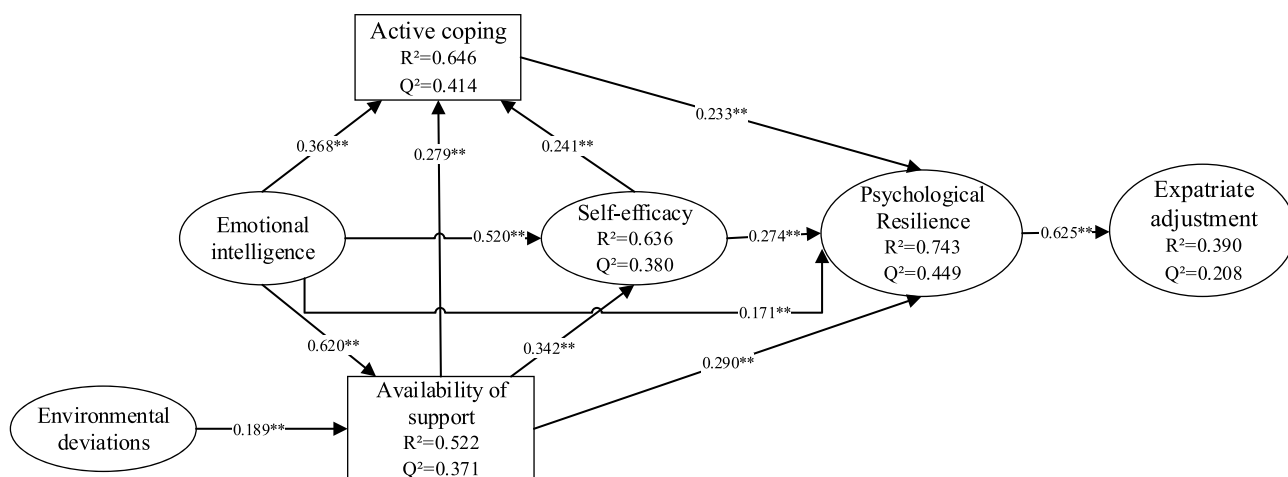 Active coping
R²=0.646
Q²=0.414
0.233**
0.368**
0.279**
0.241**
Emotional
intelligence
0.520**
Self-efficacy
R²=0.636
Q²=0.380
0.274**
Psychological
Resilience
R²=0.743
Q²=0.449
0.625**
Expatriate
adjustment
R²=0.390
Q²=0.208
0.171**
0.620**
0.342**
0.290**
Environmental
deviations
0.189**
Availability of
support
R²=0.522
Q²=0.371